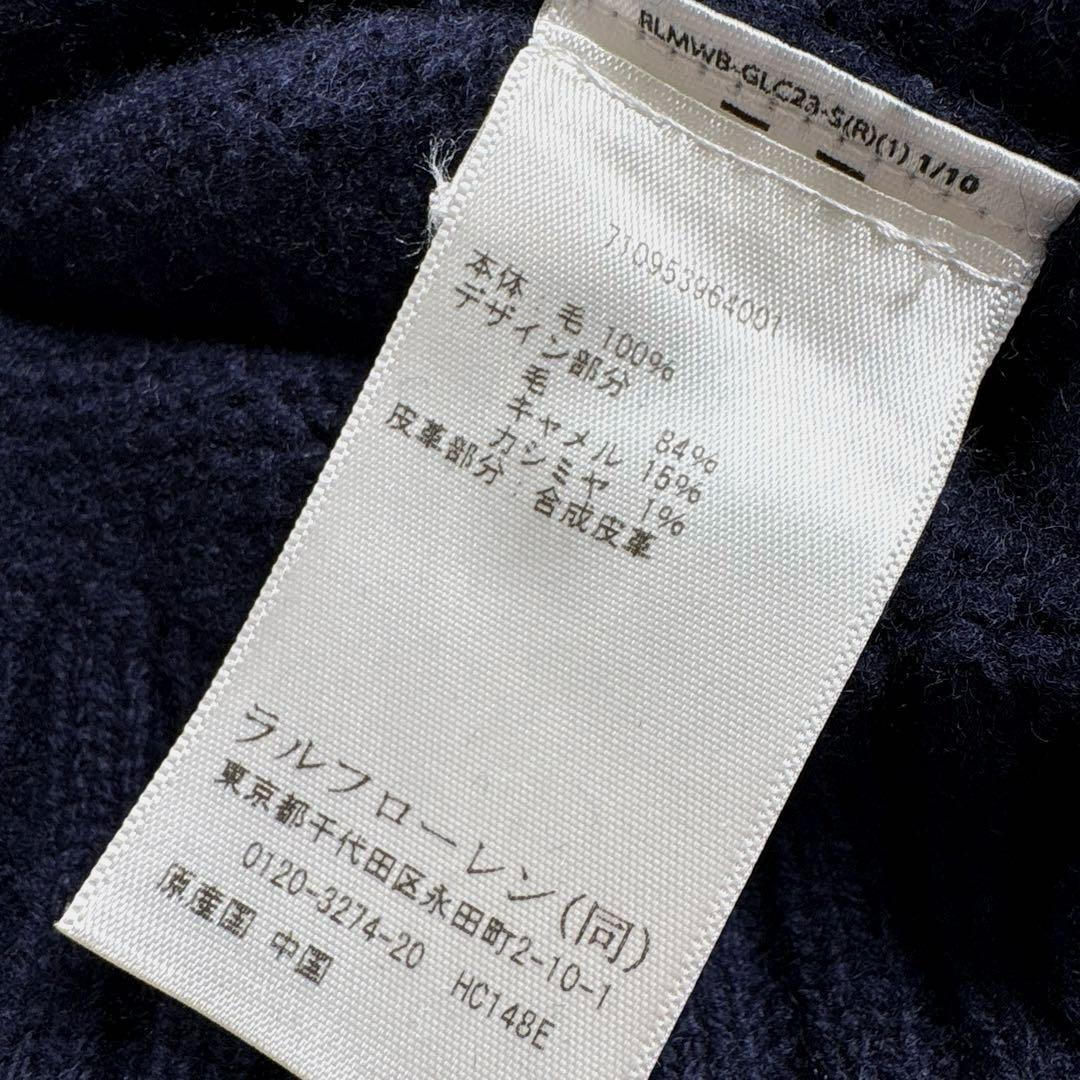 RLMWB-GLC23-S(R)(1) 1/10
710953964001
本体：毛 100%
デザイン部分
毛 84%
キャメル 15%
カシミヤ 1%
皮革部分：合成皮革
ラルフローレン(同)
東京都千代田区永田町2-10-1
0120-3274-20 HC148E
原産国 中国